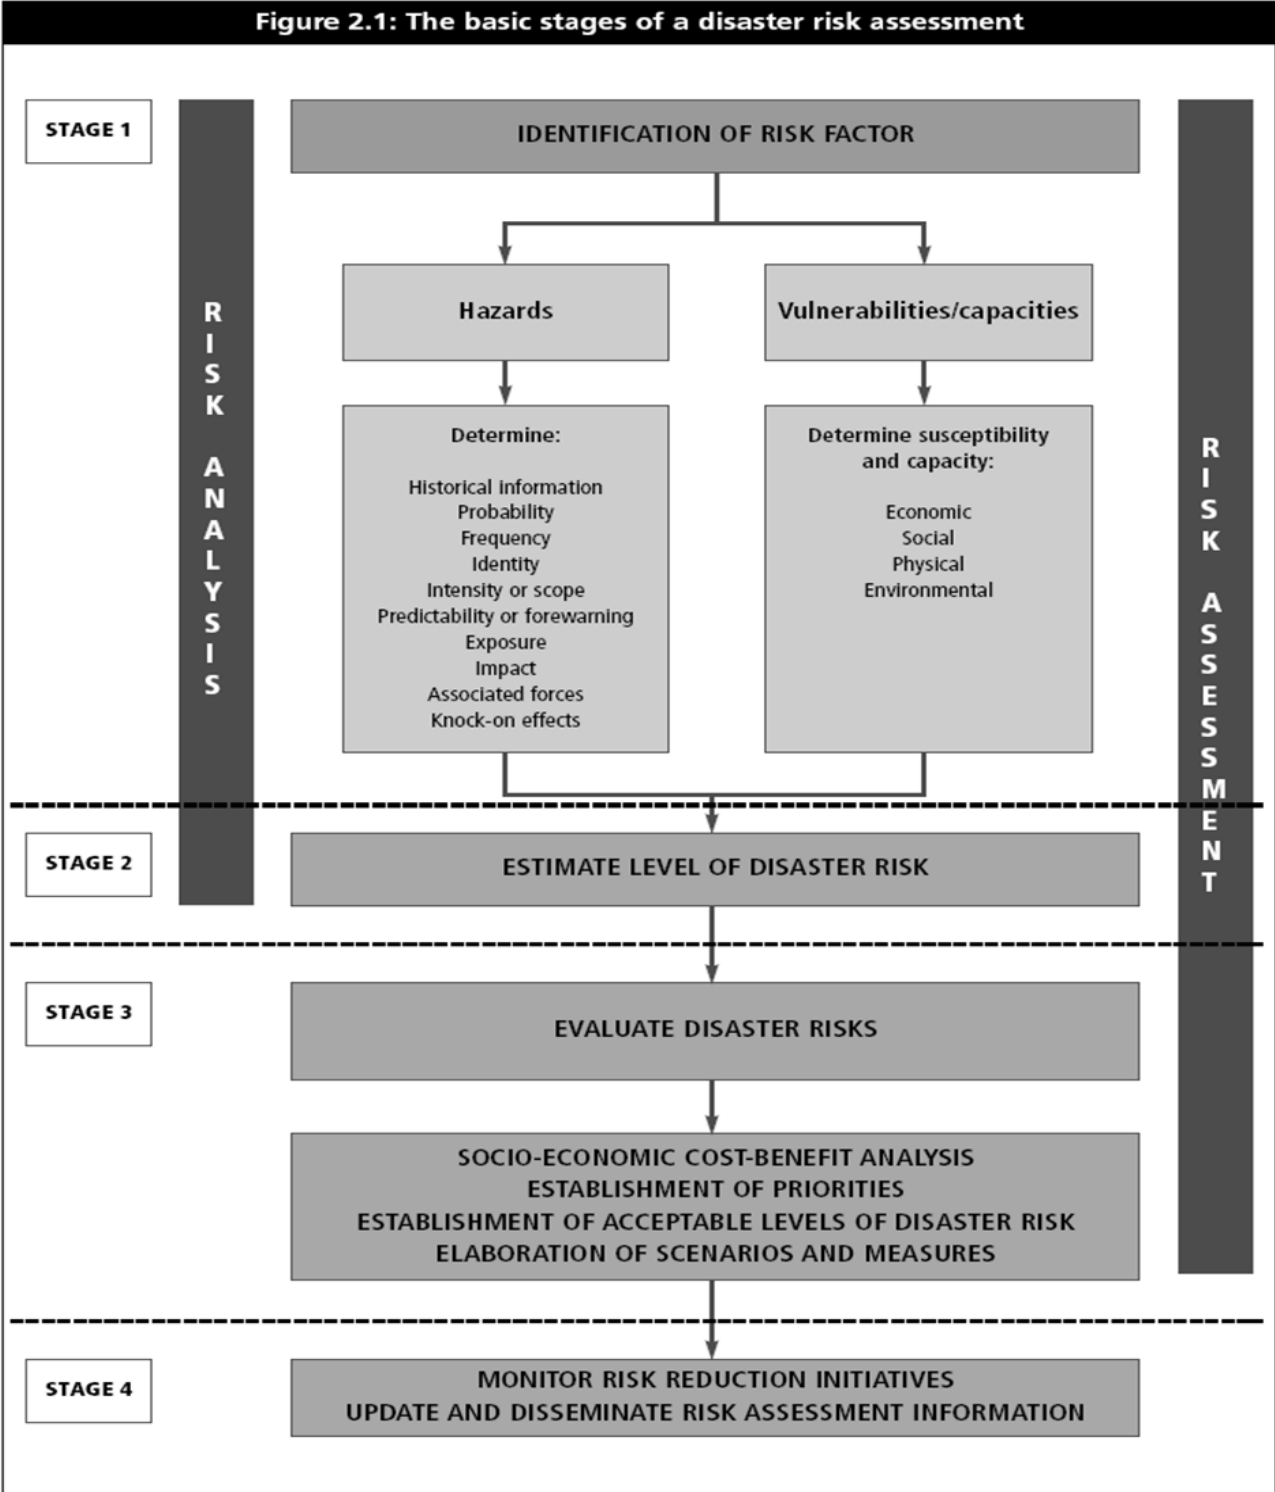 Figure 2.1: The basic stages of a disaster risk assessment
STAGE 1
IDENTIFICATION OF RISK FACTOR
RISK ANALYSIS
RISK ASSESSMENT
Hazards
Vulnerabilities/capacities
Determine:
Historical information
Probability
Frequency
Identity
Intensity or scope
Predictability or forewarning
Exposure
Impact
Associated forces
Knock-on effects
Determine susceptibility
and capacity:
Economic
Social
Physical
Environmental
STAGE 2
ESTIMATE LEVEL OF DISASTER RISK
STAGE 3
EVALUATE DISASTER RISKS
SOCIO-ECONOMIC COST-BENEFIT ANALYSIS
ESTABLISHMENT OF PRIORITIES
ESTABLISHMENT OF ACCEPTABLE LEVELS OF DISASTER RISK
ELABORATION OF SCENARIOS AND MEASURES
STAGE 4
MONITOR RISK REDUCTION INITIATIVES
UPDATE AND DISSEMINATE RISK ASSESSMENT INFORMATION